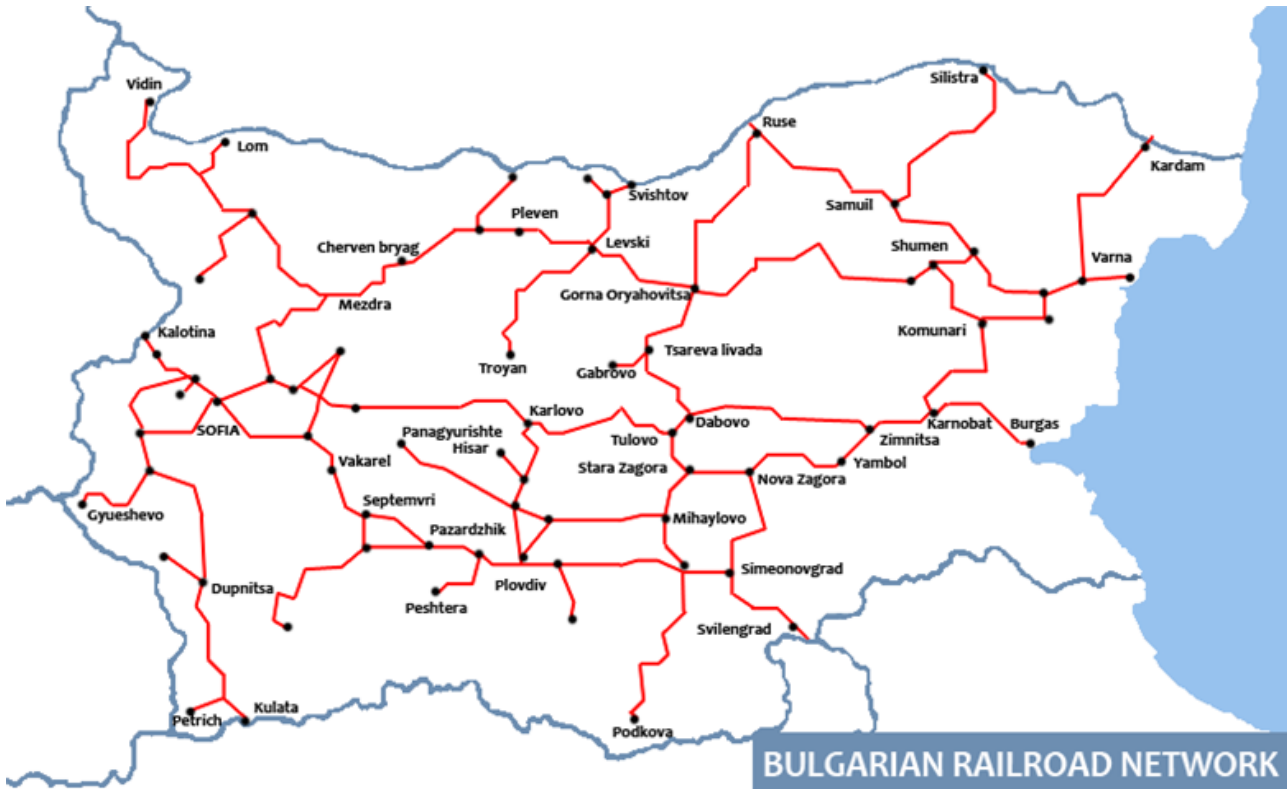 Silistra
Vidin
Ruse
Lom
Kardam
Svishtov
Samuil
Pleven
Cherven bryag
Levski
Shumen
Varna
Gorna Oryahovitsa
Mezdra
Kalotina
Komunari
Tsareva livada
Troyan
Gabrovo
Karlovo
Dabovo
Karnobat
Burgas
SOFIA
Panagyurishte
Tulovo
Zimnitsa
Hisar
Vakarel
Stara Zagora
Nova Zagora
Yambol
Septemvri
Gyueshevo
Mihaylovo
Pazardzhik
Simeonovgrad
Dupnitsa
Plovdiv
Peshtera
Svilengrad
Kulata
Petrich
Podkova
BULGARIAN RAILROAD NETWORK